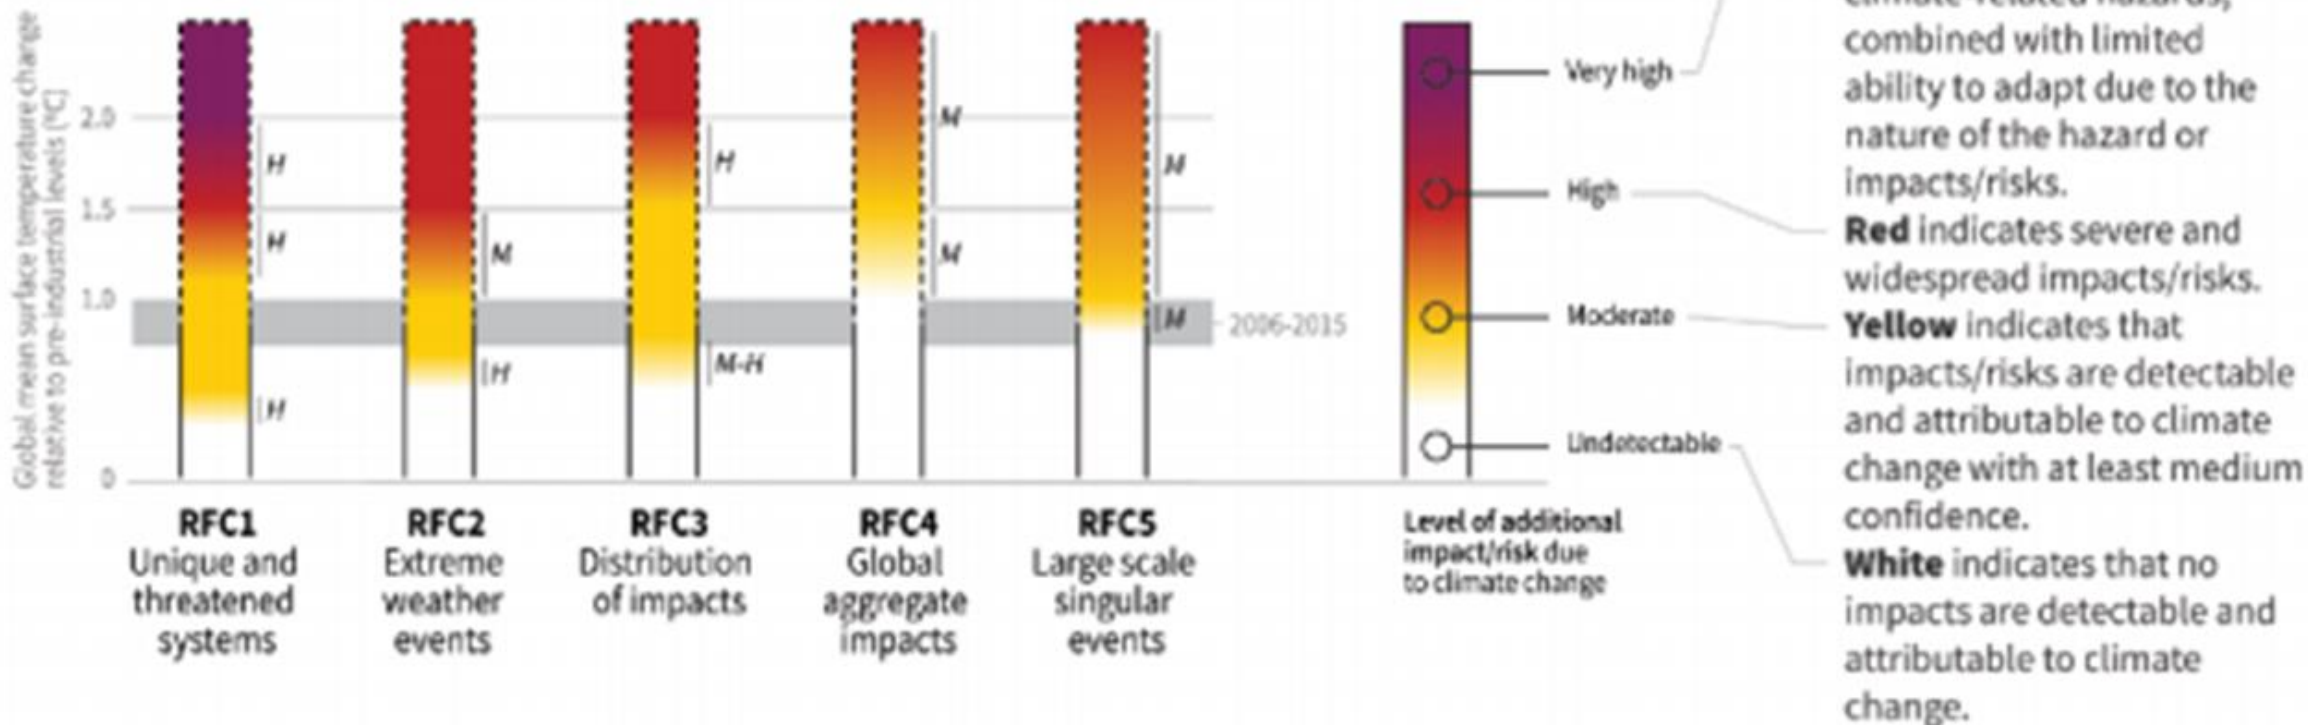 Global mean surface temperature change
relative to pre-industrial levels (°C)
2.0
1.5
1.0
0
H
H
H
M
H
H
M-H
M
M
M
M
2006-2015
RFC1
Unique and
threatened
systems
RFC2
Extreme
weather
events
RFC3
Distribution
of impacts
RFC4
Global
aggregate
impacts
RFC5
Large scale
singular
events
Very high
High
Moderate
Undetectable
Level of additional
impact/risk due
to climate change
climate-related hazards,
combined with limited
ability to adapt due to the
nature of the hazard or
impacts/risks.
Red indicates severe and
widespread impacts/risks.
Yellow indicates that
impacts/risks are detectable
and attributable to climate
change with at least medium
confidence.
White indicates that no
impacts are detectable and
attributable to climate
change.